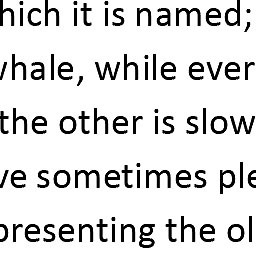 hich it is named;
whale, while ever
the other is slow
ve sometimes ple
presenting the ol